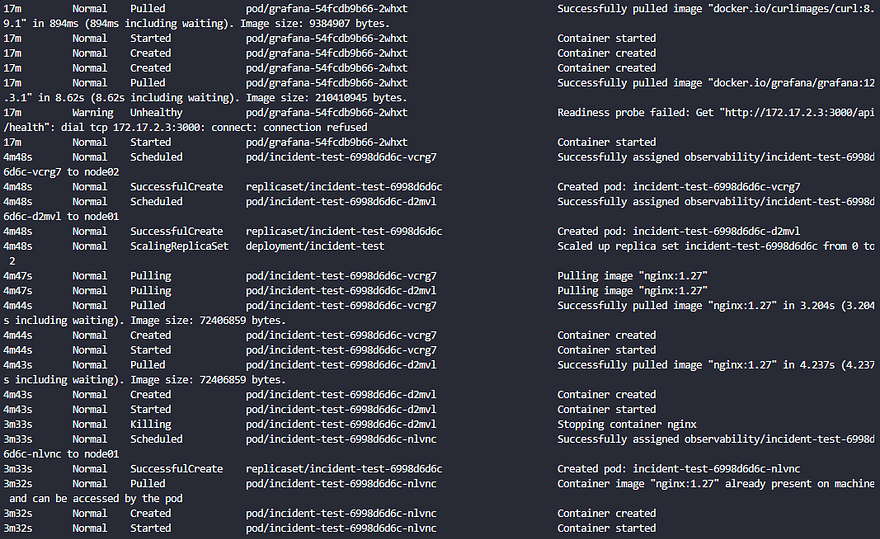 17m Normal Pulled pod/grafana-54fcdb9b66-2whxt Successfully pulled image "docker.io/curlimages/curl:8.
9.1" in 894ms (894ms including waiting). Image size: 9384907 bytes.
17m Normal Started pod/grafana-54fcdb9b66-2whxt Container started
17m Normal Created pod/grafana-54fcdb9b66-2whxt Container created
17m Normal Created pod/grafana-54fcdb9b66-2whxt Container created
17m Normal Pulled pod/grafana-54fcdb9b66-2whxt Successfully pulled image "docker.io/grafana/grafana:12
.3.1" in 8.62s (8.62s including waiting). Image size: 210410945 bytes.
17m Warning Unhealthy pod/grafana-54fcdb9b66-2whxt Readiness probe failed: Get "http://172.17.2.3:3000/api
/health": dial tcp 172.17.2.3:3000: connect: connection refused
17m Normal Started pod/grafana-54fcdb9b66-2whxt Container started
4m48s Normal Scheduled pod/incident-test-6998d6d6c-vcrg7 Successfully assigned observability/incident-test-6998d
6d6c-vcrg7 to node02
4m48s Normal SuccessfulCreate replicaset/incident-test-6998d6d6c Created pod: incident-test-6998d6d6c-vcrg7
4m48s Normal Scheduled pod/incident-test-6998d6d6c-d2mvl Successfully assigned observability/incident-test-6998d
6d6c-d2mvl to node01
4m48s Normal SuccessfulCreate replicaset/incident-test-6998d6d6c Created pod: incident-test-6998d6d6c-d2mvl
4m48s Normal ScalingReplicaSet deployment/incident-test Scaled up replica set incident-test-6998d6d6c from 0 to
2
4m47s Normal Pulling pod/incident-test-6998d6d6c-vcrg7 Pulling image "nginx:1.27"
4m47s Normal Pulling pod/incident-test-6998d6d6c-d2mvl Pulling image "nginx:1.27"
4m44s Normal Pulled pod/incident-test-6998d6d6c-vcrg7 Successfully pulled image "nginx:1.27" in 3.204s (3.204
s including waiting). Image size: 72406859 bytes.
4m44s Normal Created pod/incident-test-6998d6d6c-vcrg7 Container created
4m44s Normal Started pod/incident-test-6998d6d6c-vcrg7 Container started
4m43s Normal Pulled pod/incident-test-6998d6d6c-d2mvl Successfully pulled image "nginx:1.27" in 4.237s (4.237
s including waiting). Image size: 72406859 bytes.
4m43s Normal Created pod/incident-test-6998d6d6c-d2mvl Container created
4m43s Normal Started pod/incident-test-6998d6d6c-d2mvl Container started
3m33s Normal Killing pod/incident-test-6998d6d6c-d2mvl Stopping container nginx
3m33s Normal Scheduled pod/incident-test-6998d6d6c-nlvnc Successfully assigned observability/incident-test-6998d
6d6c-nlvnc to node01
3m33s Normal SuccessfulCreate replicaset/incident-test-6998d6d6c Created pod: incident-test-6998d6d6c-nlvnc
3m32s Normal Pulled pod/incident-test-6998d6d6c-nlvnc Container image "nginx:1.27" already present on machine
and can be accessed by the pod
3m32s Normal Created pod/incident-test-6998d6d6c-nlvnc Container created
3m32s Normal Started pod/incident-test-6998d6d6c-nlvnc Container started